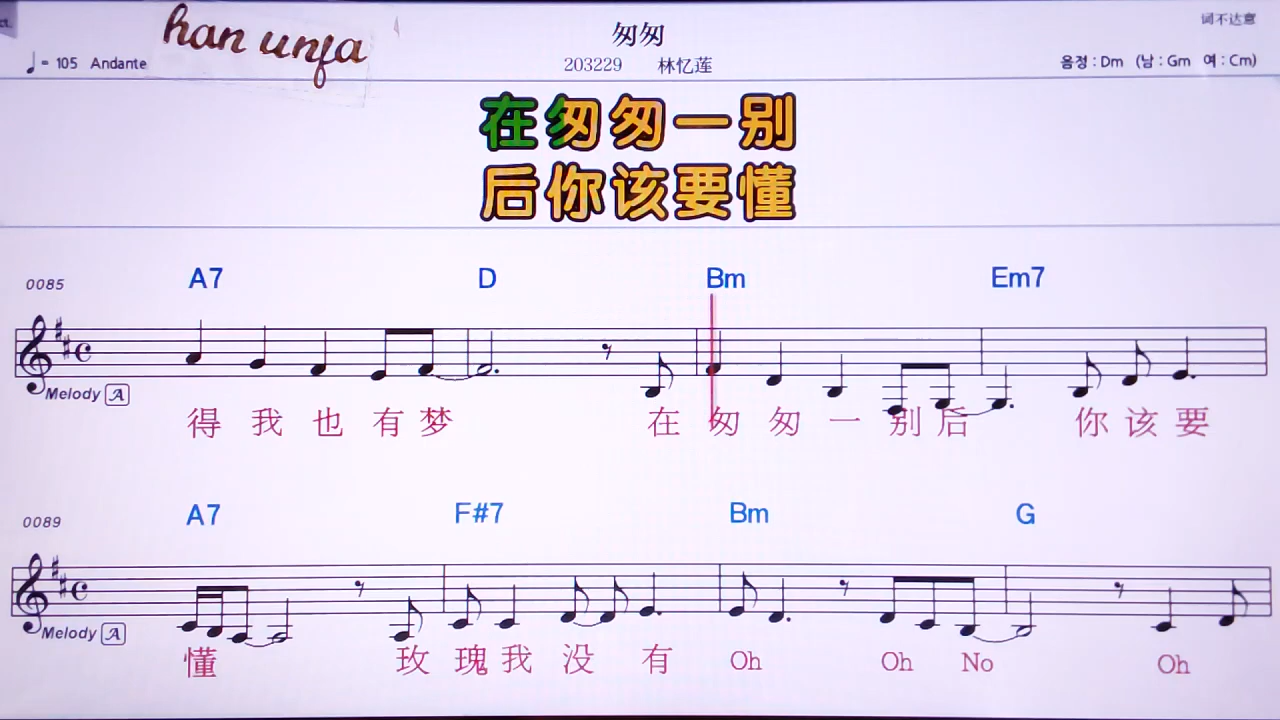 ct.
han unfa
匆匆
词不达意
♩= 105 Andante
203229 林忆莲
음정 : Dm (남 : Gm 여 : Cm)
在匆匆一别
后你该要懂
0085 A7 D Bm Em7
Melody A
得 我 也 有 梦 在 匆 匆 一 别 后 你 该 要
0089 A7 F#7 Bm G
Melody A
懂 玫 瑰 我 没 有 Oh Oh No Oh